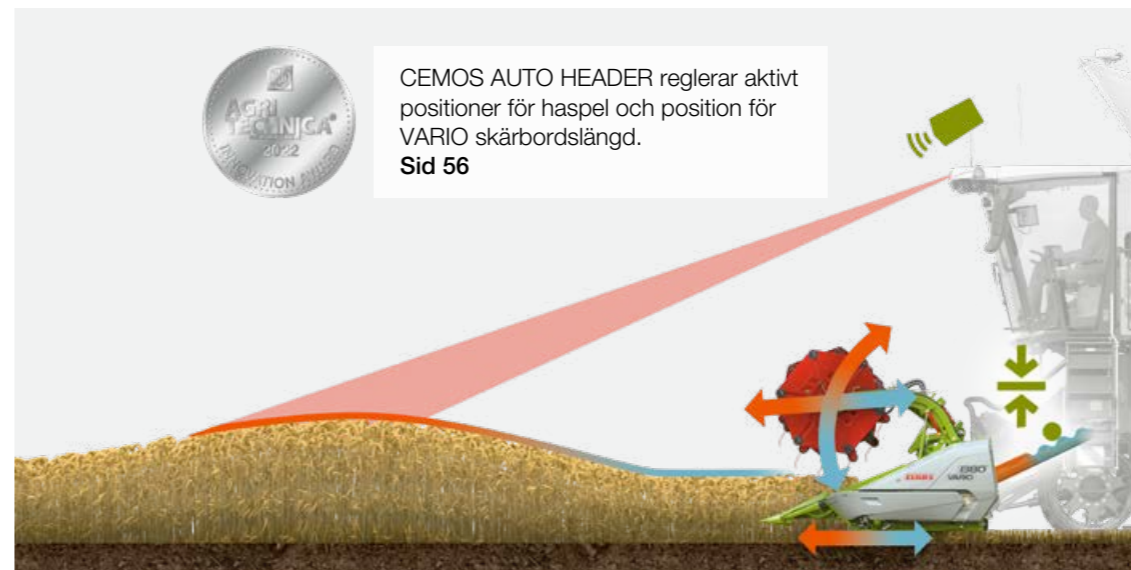 AGRI
TECHNICA
2022
INNOVATION AWARD
CEMOS AUTO HEADER reglerar aktivt
positioner för haspel och position för
VARIO skärbordslängd.
Sid 56
CLAAS
VARIO